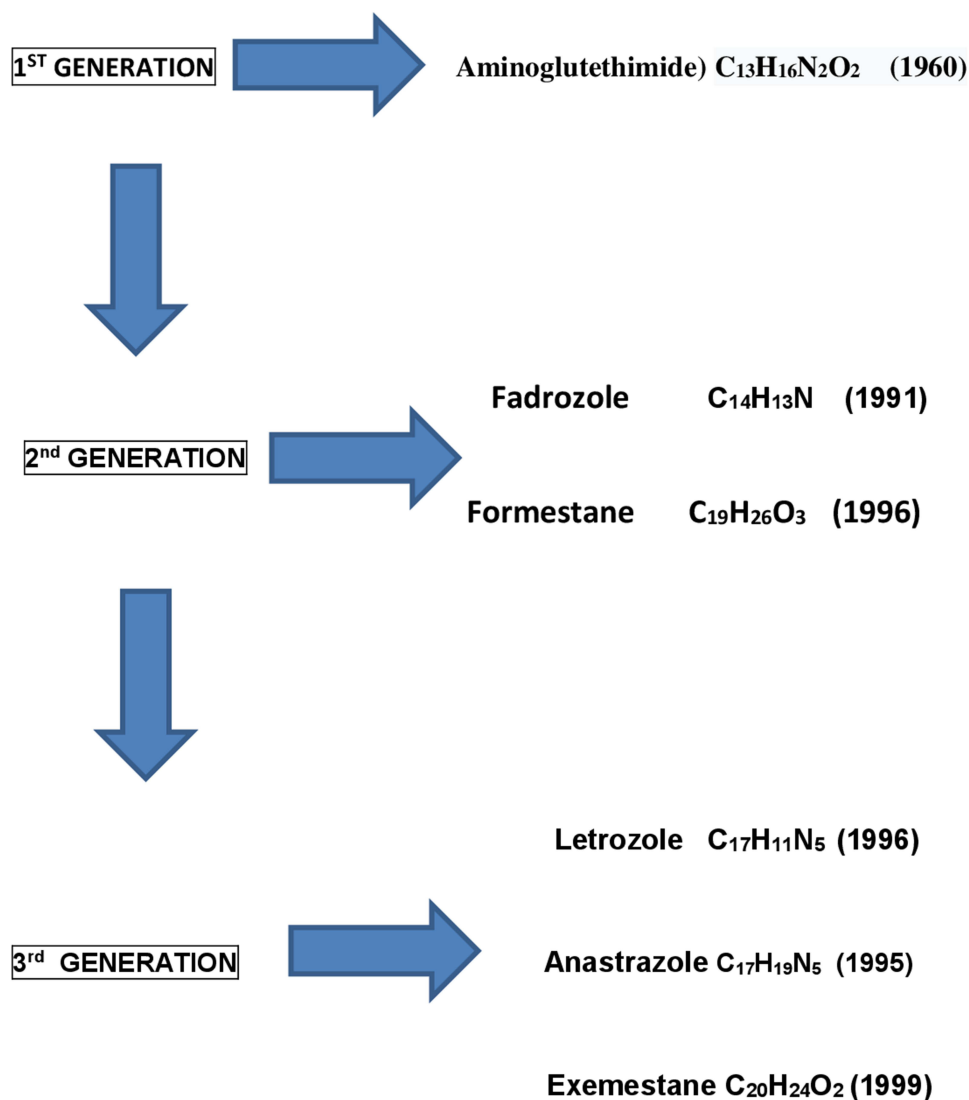 1ST GENERATION Aminoglutethimide) C₁₃H₁₆N₂O₂ (1960)
Fadrozole C₁₄H₁₃N (1991)
2nd GENERATION
Formestane C₁₉H₂₆O₃ (1996)
Letrozole C₁₇H₁₁N₅ (1996)
3rd GENERATION Anastrazole C₁₇H₁₉N₅ (1995)
Exemestane C₂₀H₂₄O₂ (1999)